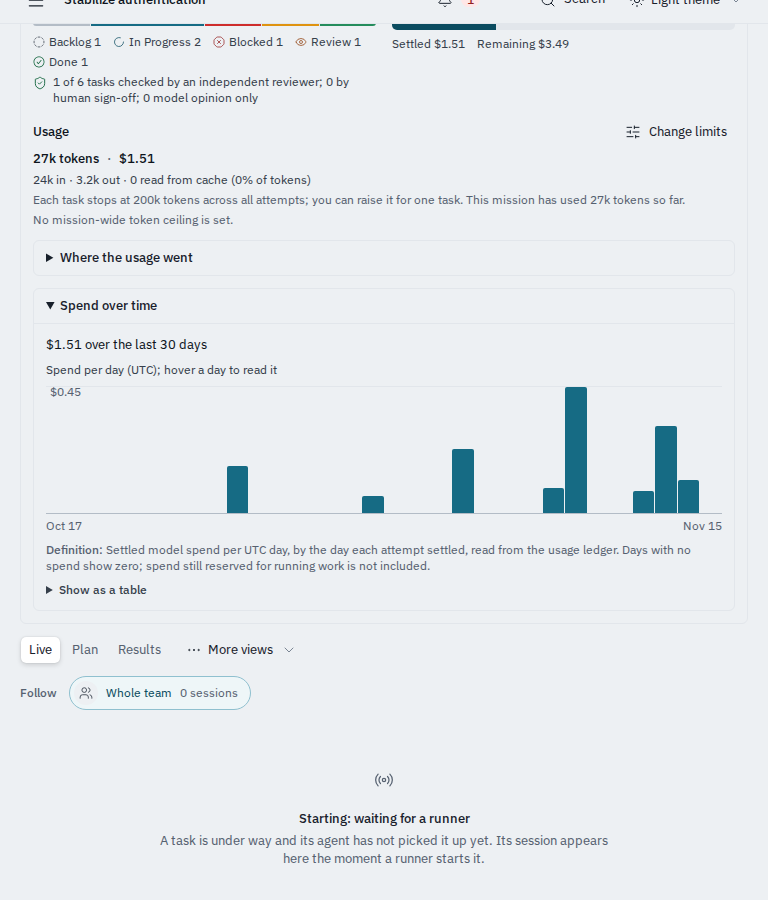 Stabilize authentication
1
Search
Light theme
Backlog 1
In Progress 2
Blocked 1
Review 1
Done 1
1 of 6 tasks checked by an independent reviewer; 0 by
human sign-off; 0 model opinion only
Settled $1.51
Remaining $3.49
Usage
Change limits
27k tokens · $1.51
24k in · 3.2k out · 0 read from cache (0% of tokens)
Each task stops at 200k tokens across all attempts; you can raise it for one task. This mission has used 27k tokens so far.
No mission-wide token ceiling is set.
Where the usage went
Spend over time
$1.51 over the last 30 days
Spend per day (UTC); hover a day to read it
$0.45
Oct 17
Nov 15
Definition: Settled model spend per UTC day, by the day each attempt settled, read from the usage ledger. Days with no
spend show zero; spend still reserved for running work is not included.
Show as a table
Live
Plan
Results
More views
Follow
Whole team
0 sessions
Starting: waiting for a runner
A task is under way and its agent has not picked it up yet. Its session appears
here the moment a runner starts it.